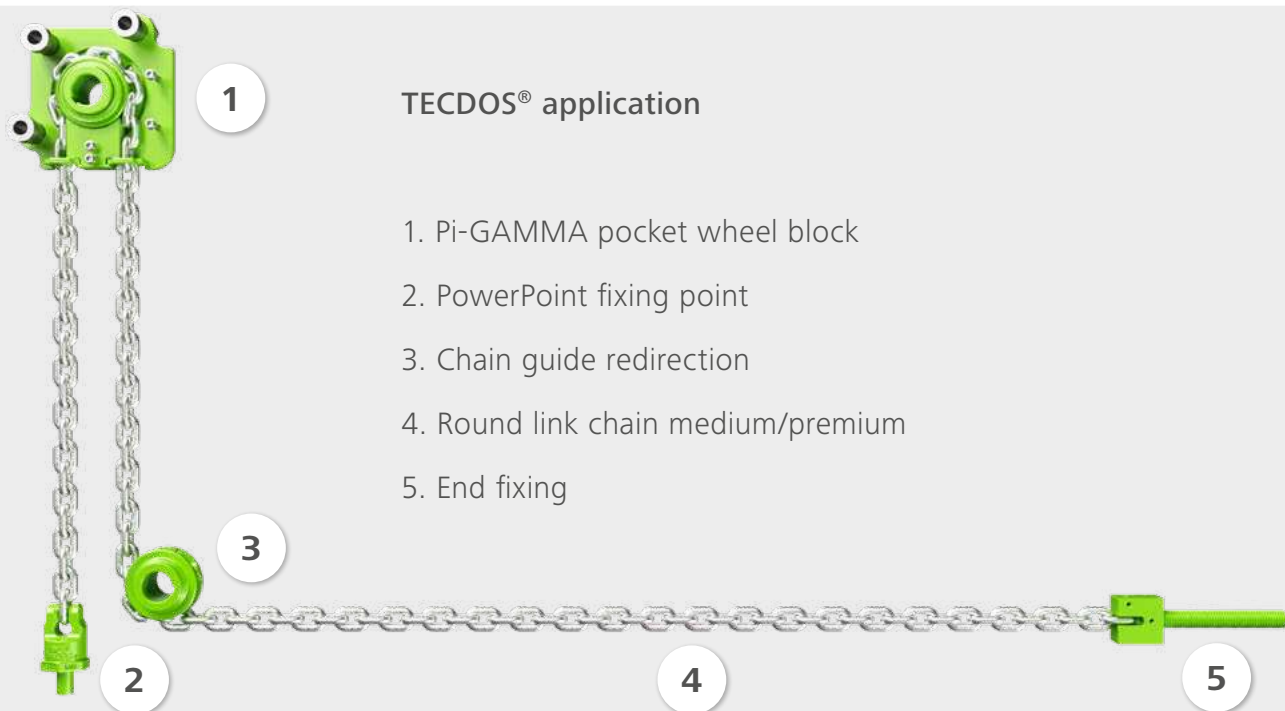 1
TECDOS® application
1. Pi-GAMMA pocket wheel block
2. PowerPoint fixing point
3. Chain guide redirection
4. Round link chain medium/premium
5. End fixing
3
2
4
5